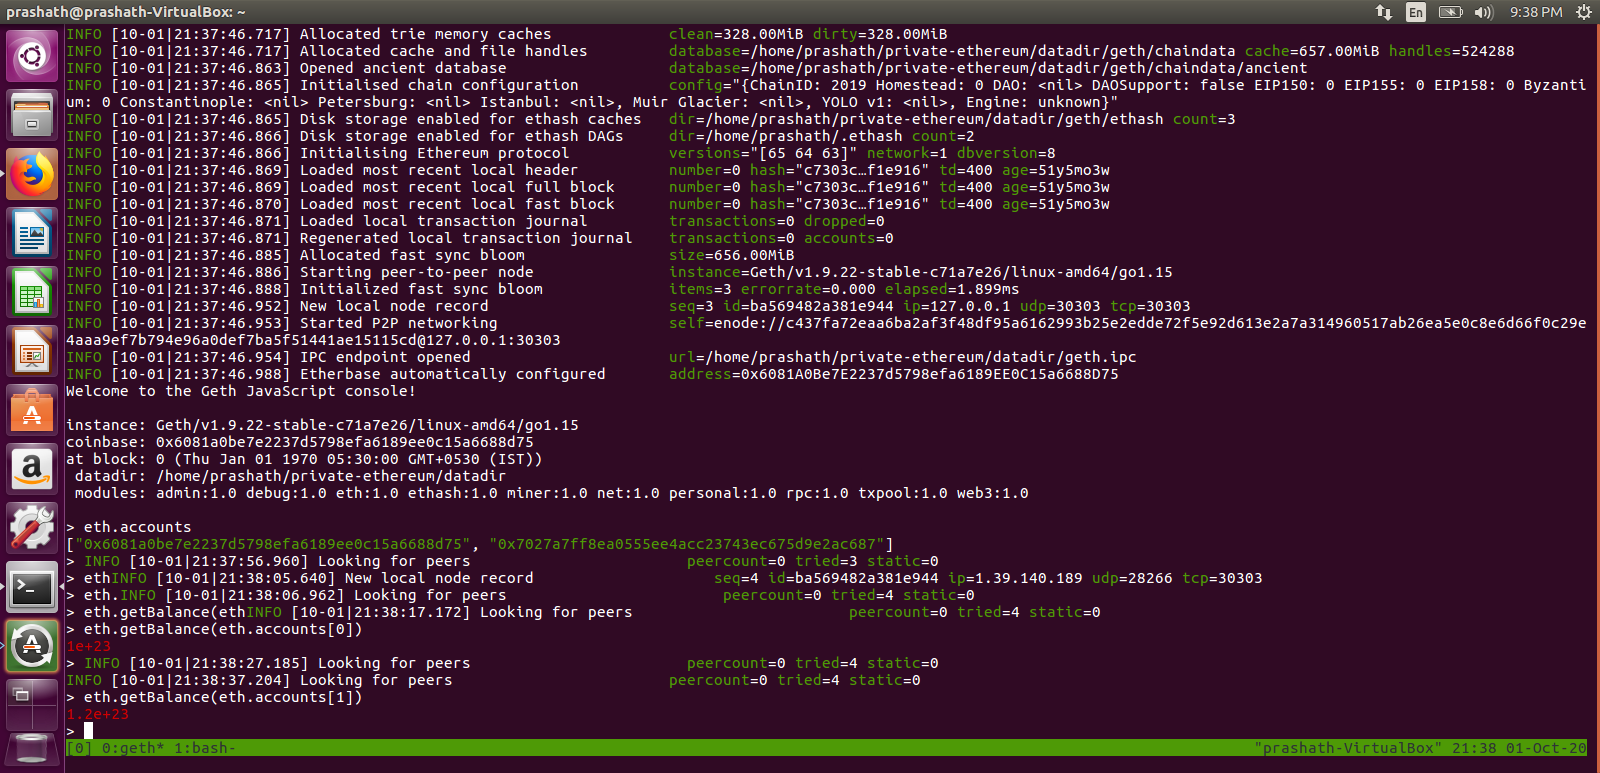 prashath@prashath-VirtualBox: ~
En
9:38 PM
INFO [10-01|21:37:46.717] Allocated trie memory caches clean=328.00MiB dirty=328.00MiB
INFO [10-01|21:37:46.717] Allocated cache and file handles database=/home/prashath/private-ethereum/datadir/geth/chaindata cache=657.00MiB handles=524288
INFO [10-01|21:37:46.863] Opened ancient database database=/home/prashath/private-ethereum/datadir/geth/chaindata/ancient
INFO [10-01|21:37:46.865] Initialised chain configuration config="{ChainID: 2019 Homestead: 0 DAO: <nil> DAOSupport: false EIP150: 0 EIP155: 0 EIP158: 0 Byzanti
um: 0 Constantinople: <nil> Petersburg: <nil> Istanbul: <nil>, Muir Glacier: <nil>, YOLO v1: <nil>, Engine: unknown}"
INFO [10-01|21:37:46.865] Disk storage enabled for ethash caches dir=/home/prashath/private-ethereum/datadir/geth/ethash count=3
INFO [10-01|21:37:46.866] Disk storage enabled for ethash DAGs dir=/home/prashath/.ethash count=2
INFO [10-01|21:37:46.866] Initialising Ethereum protocol versions="[65 64 63]" network=1 dbversion=8
INFO [10-01|21:37:46.869] Loaded most recent local header number=0 hash="c7303c…f1e916" td=400 age=51y5mo3w
INFO [10-01|21:37:46.869] Loaded most recent local full block number=0 hash="c7303c…f1e916" td=400 age=51y5mo3w
INFO [10-01|21:37:46.870] Loaded most recent local fast block number=0 hash="c7303c…f1e916" td=400 age=51y5mo3w
INFO [10-01|21:37:46.871] Loaded local transaction journal transactions=0 dropped=0
INFO [10-01|21:37:46.871] Regenerated local transaction journal transactions=0 accounts=0
INFO [10-01|21:37:46.885] Allocated fast sync bloom size=656.00MiB
INFO [10-01|21:37:46.886] Starting peer-to-peer node instance=Geth/v1.9.22-stable-c71a7e26/linux-amd64/go1.15
INFO [10-01|21:37:46.888] Initialized fast sync bloom items=3 errorrate=0.000 elapsed=1.899ms
INFO [10-01|21:37:46.952] New local node record seq=3 id=ba569482a381e944 ip=127.0.0.1 udp=30303 tcp=30303
INFO [10-01|21:37:46.953] Started P2P networking self=enode://c437fa72eaa6ba2af3f48df95a6162993b25e2edde72f5e92d613e2a7a314960517ab26ea5e0c8e6d66f0c29e
4aaa9ef7b794e96a0def7ba5f51441ae15115cd@127.0.0.1:30303
INFO [10-01|21:37:46.954] IPC endpoint opened url=/home/prashath/private-ethereum/datadir/geth.ipc
INFO [10-01|21:37:46.988] Etherbase automatically configured address=0x6081A0Be7E2237d5798efa6189EE0C15a6688D75
Welcome to the Geth JavaScript console!
instance: Geth/v1.9.22-stable-c71a7e26/linux-amd64/go1.15
coinbase: 0x6081a0be7e2237d5798efa6189ee0c15a6688d75
at block: 0 (Thu Jan 01 1970 05:30:00 GMT+0530 (IST))
datadir: /home/prashath/private-ethereum/datadir
modules: admin:1.0 debug:1.0 eth:1.0 ethash:1.0 miner:1.0 net:1.0 personal:1.0 rpc:1.0 txpool:1.0 web3:1.0
> eth.accounts
["0x6081a0be7e2237d5798efa6189ee0c15a6688d75", "0x7027a7ff8ea0555ee4acc23743ec675d9e2ac687"]
> INFO [10-01|21:37:56.960] Looking for peers peercount=0 tried=3 static=0
> ethINFO [10-01|21:38:05.640] New local node record seq=4 id=ba569482a381e944 ip=1.39.140.189 udp=28266 tcp=30303
> eth.INFO [10-01|21:38:06.962] Looking for peers peercount=0 tried=4 static=0
> eth.getBalance(ethINFO [10-01|21:38:17.172] Looking for peers peercount=0 tried=4 static=0
> eth.getBalance(eth.accounts[0])
1e+23
> INFO [10-01|21:38:27.185] Looking for peers peercount=0 tried=4 static=0
INFO [10-01|21:38:37.204] Looking for peers peercount=0 tried=4 static=0
> eth.getBalance(eth.accounts[1])
1.2e+23
>
[0] 0:geth* 1:bash- "prashath-VirtualBox" 21:38 01-Oct-20